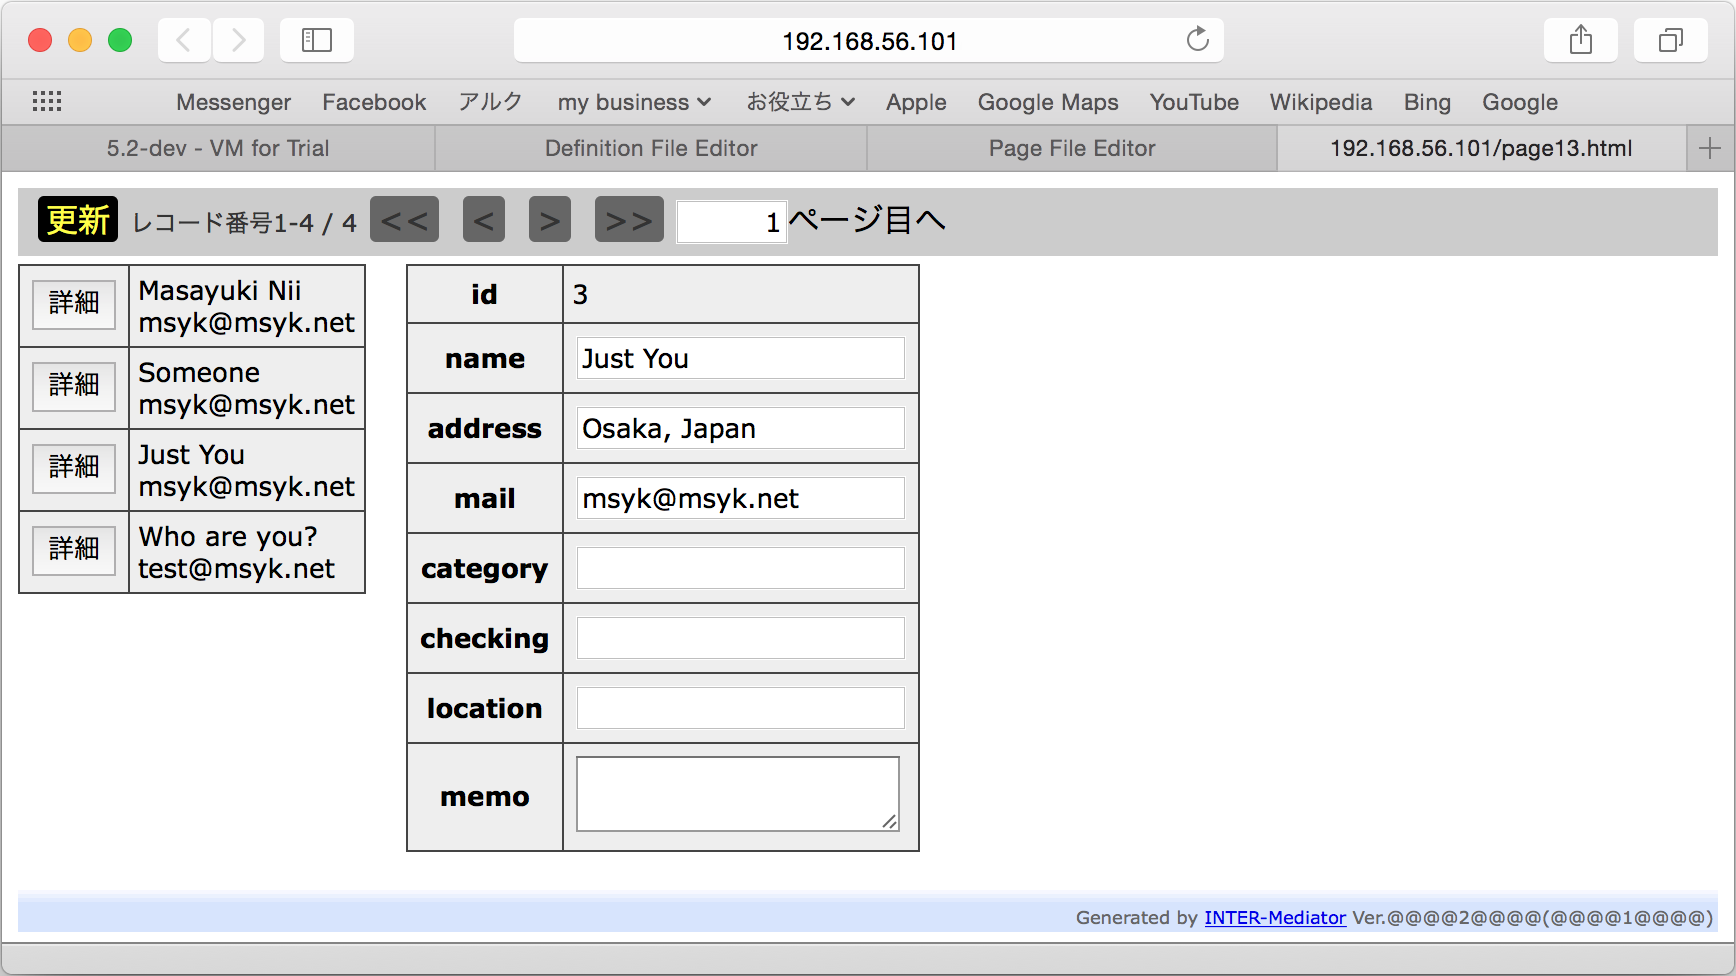 192.168.56.101
Messenger Facebook アルク my business お役立ち Apple Google Maps YouTube Wikipedia Bing Google
5.2-dev - VM for Trial Definition File Editor Page File Editor 192.168.56.101/page13.html
更新 レコード番号1-4 / 4 << < > >> 1 ページ目へ
詳細 Masayuki Nii
msyk@msyk.net
詳細 Someone
msyk@msyk.net
詳細 Just You
msyk@msyk.net
詳細 Who are you?
test@msyk.net
id 3
name Just You
address Osaka, Japan
mail msyk@msyk.net
category
checking
location
memo
Generated by INTER-Mediator Ver.@@@@2@@@@(@@@@1@@@@)